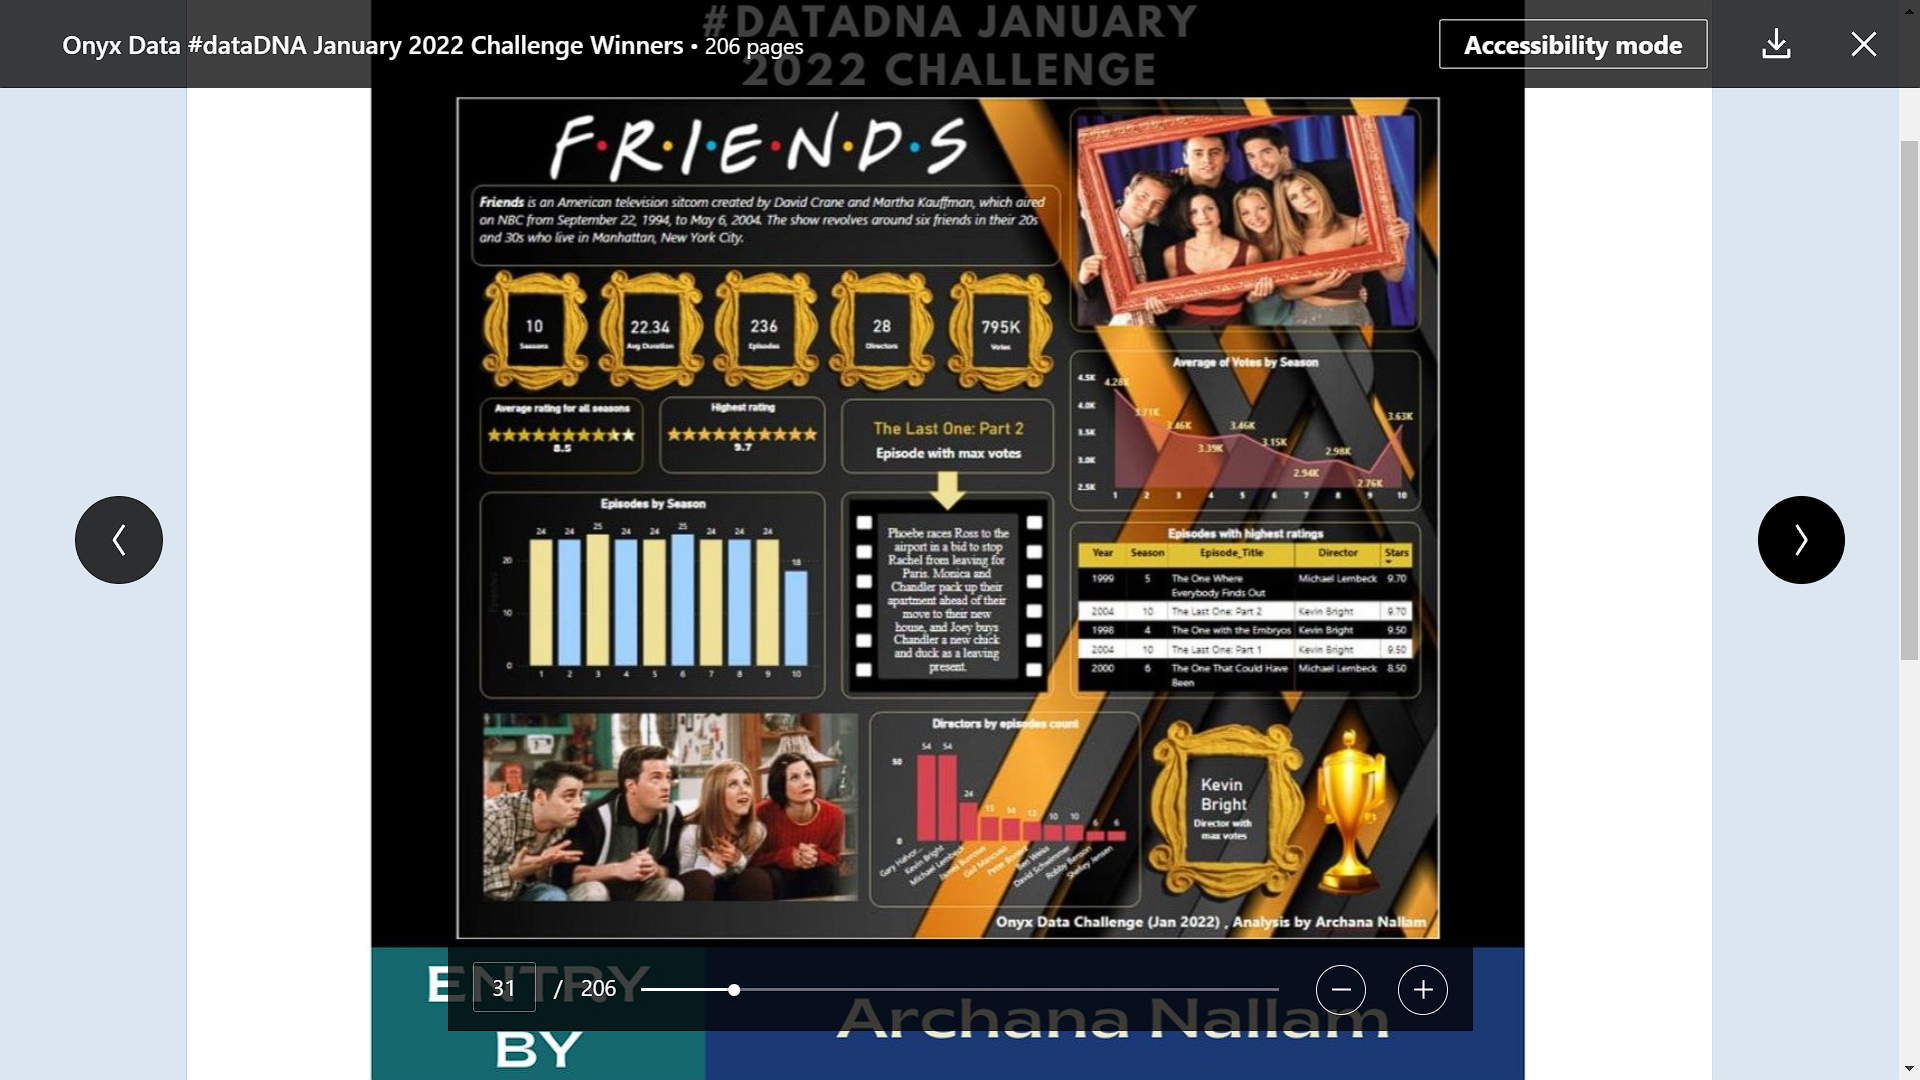 #DATADNA JANUARY
2022 CHALLENGE
Onyx Data #dataDNA January 2022 Challenge Winners • 206 pages
Accessibility mode
F·R·I·E·N·D·S
Friends is an American television sitcom created by David Crane and Martha Kauffman, which aired
on NBC from September 22, 1994, to May 6, 2004. The show revolves around six friends in their 20s
and 30s who live in Manhattan, New York City.
10
Seasons
22.34
Avg Duration
236
Episodes
28
Directors
795K
Votes
Average rating for all seasons
8.5
Highest rating
9.7
The Last One: Part 2
Episode with max votes
Average of Votes by Season
4.5K
4.0K
3.5K
3.0K
2.5K
4.28K
3.71K
3.46K
3.39K
3.46K
3.15K
2.94K
2.98K
2.76K
3.63K
1 2 3 4 5 6 7 8 9 10
Episodes by Season
24 24 25 24 24 25 24 24 24 18
20
10
0
1 2 3 4 5 6 7 8 9 10
Phoebe races Ross to the
airport in a bid to stop
Rachel from leaving for
Paris. Monica and
Chandler pack up their
apartment ahead of their
move to their new
house, and Joey buys
Chandler a new chick
and duck as a leaving
present.
Episodes with highest ratings
Year Season Episode_Title Director Stars
1999 5 The One Where Michael Lembeck 9.70
Everybody Finds Out
2004 10 The Last One: Part 2 Kevin Bright 9.70
1998 4 The One with the Embryos Kevin Bright 9.50
2004 10 The Last One: Part 1 Kevin Bright 9.50
2000 6 The One That Could Have Michael Lembeck 8.50
Been
Directors by episodes count
54 54 24 15 14 12 10 10 6 6
50
0
Gary Halvor...
Kevin Bright
Michael Lembeck
James Burrows
Gail Mancuso
Peter Bonerz
Ben Weiss
David Schwimmer
Robby Benson
Shelley Jensen
Kevin
Bright
Director with
max votes
Onyx Data Challenge (Jan 2022) , Analysis by Archana Nallam
ENTRY
BY
31 / 206
Archana Nallam